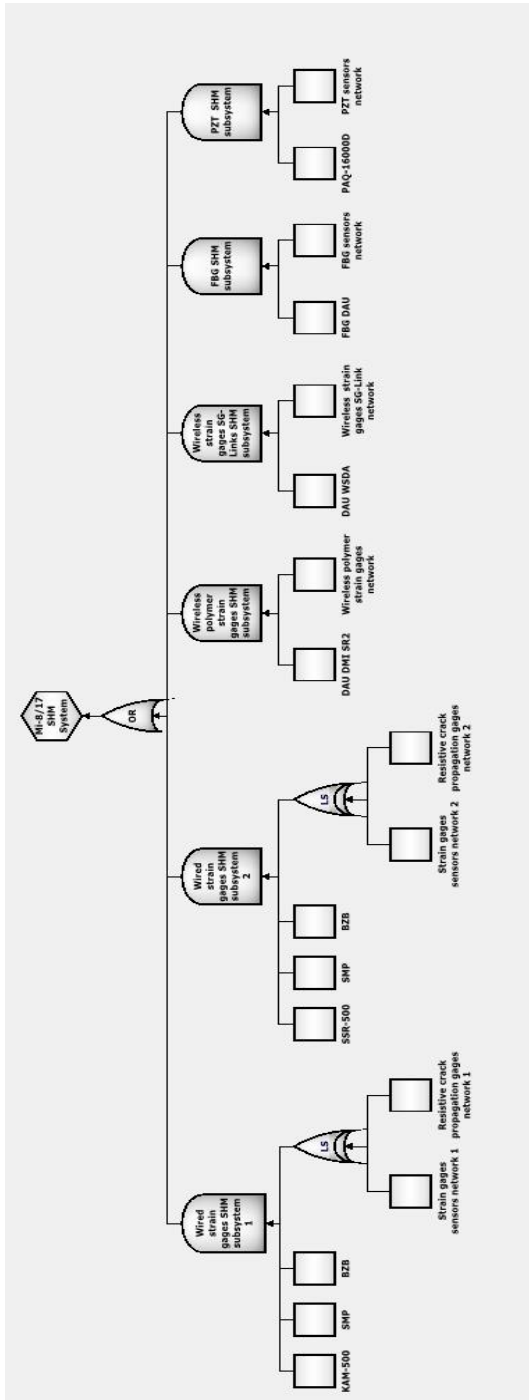 Mi-8/17
SHM
System
OR
Wired
strain
gages SHM
subsystem
1
Wired
strain
gages SHM
subsystem
2
Wireless
polymer
strain
gages SHM
subsystem
Wireless
strain
gages SG-
Links SHM
subsystem
FBG SHM
subsystem
PZT SHM
subsystem
KAM-500
SMP
BZB
LS
Strain gages
sensors network 1
Resistive crack
propagation gages
network 1
SSR-500
SMP
BZB
LS
Strain gages
sensors network 2
Resistive crack
propagation gages
network 2
DAU DMI SR2
Wireless polymer
strain gages
network
DAU WSDA
Wireless strain
gages SG-Link
network
FBG DAU
FBG sensors
network
PAQ-16000D
PZT sensors
network